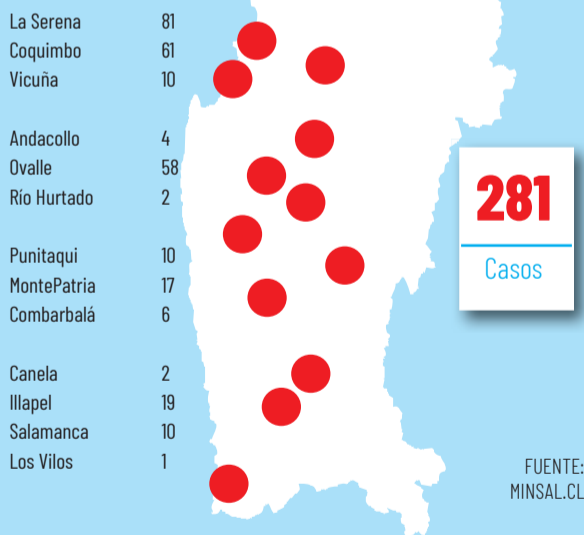 La Serena 81
Coquimbo 61
Vicuña 10
Andacollo 4
Ovalle 58
Río Hurtado 2
Punitaqui 10
MontePatria 17
Combarbalá 6
Canela 2
Illapel 19
Salamanca 10
Los Vilos 1
281
Casos
FUENTE:
MINSAL.CL